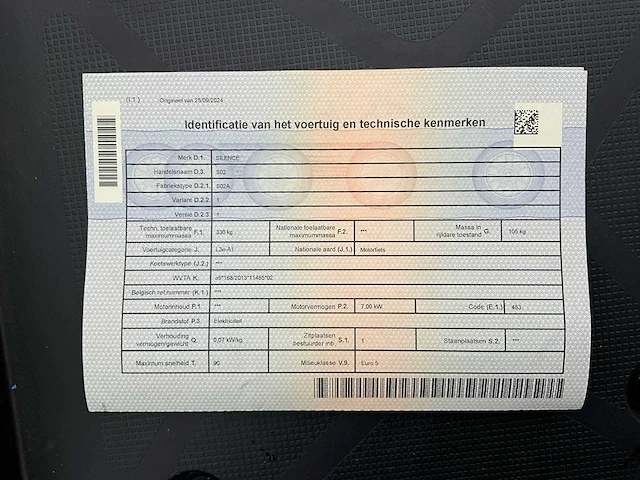 (I.1.) Origineel van 25/09/2024
Identificatie van het voertuig en technische kenmerken
Merk D.1. SILENCE
Handelsnaam D.3. S02
Fabriekstype D.2.1. S02A
Variant D.2.2. 1
Versie D.2.3. 1
Techn. toelaatbare maximummassa F.1. 330 kg Nationale toelaatbare maximummassa F.2. *** Massa in rijklare toestand G. 105 kg
Voertuigcategorie J. L3e-A1 Nationale aard (J.1.) Motorfiets
Koetswerktype (J.2.) ***
WVTA K. e9*168/2013*11465*02
Belgisch ref.nummer (K.1.) ***
Motorinhoud P.1. *** Motorvermogen P.2. 7,00 kW Code (E.1.) 483
Brandstof P.3. Elektriciteit
Verhouding vermogen/gewicht Q. 0,07 kW/kg Zitplaatsen bestuurder inb. S.1. 1 Staanplaatsen S.2. ***
Maximum snelheid T. 90 Milieuklasse V.9. Euro 5